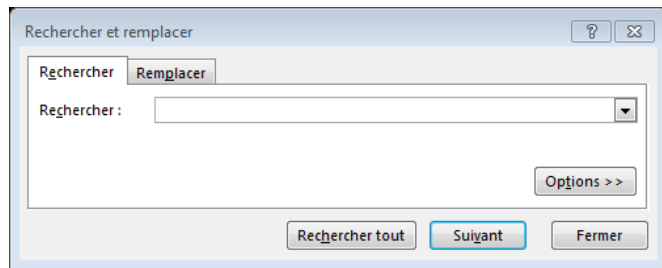 Rechercher et remplacer
Rechercher Remplacer
Rechercher :
Options >>
Rechercher tout Suivant Fermer